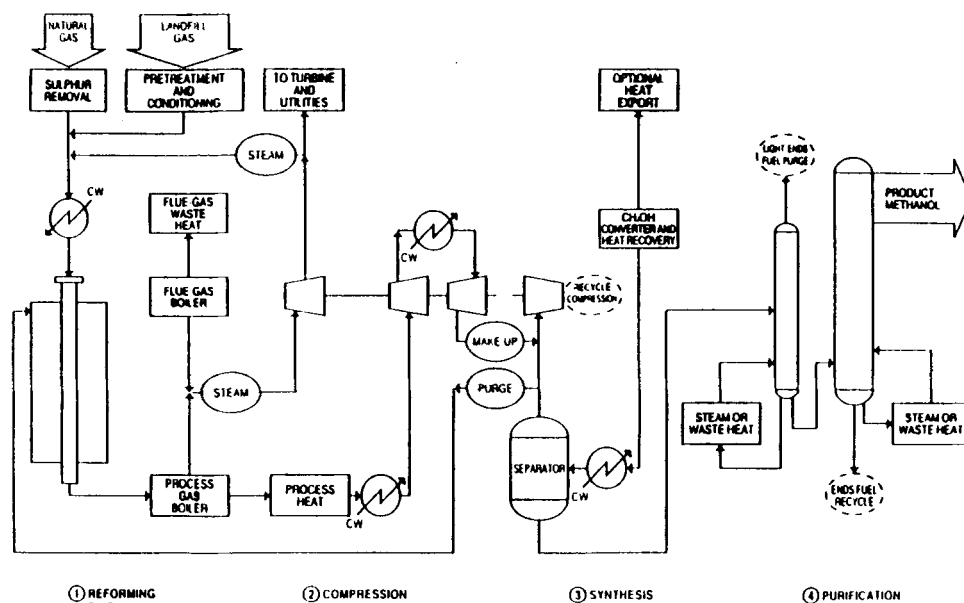 NATURAL
GAS
LANDFILL
GAS
SULPHUR
REMOVAL
PRETREATMENT
AND
CONDITIONING
TO TURBINE
AND
UTILITIES
OPTIONAL
HEAT
EXPORT
STEAM
CW
FLUE GAS
WASTE
HEAT
LIGHT ENDS
FUEL PURGE
PRODUCT
METHANOL
CH₃OH
CONVERTER AND
HEAT RECOVERY
CW
FLUE GAS
BOILER
RECYCLE
COMPRESSION
MAKE UP
STEAM
PURGE
STEAM OR
WASTE HEAT
STEAM OR
WASTE HEAT
SEPARATOR
CW
PROCESS
GAS
BOILER
PROCESS
HEAT
CW
ENDS FUEL
RECYCLE
① REFORMING
② COMPRESSION
③ SYNTHESIS
④ PURIFICATION